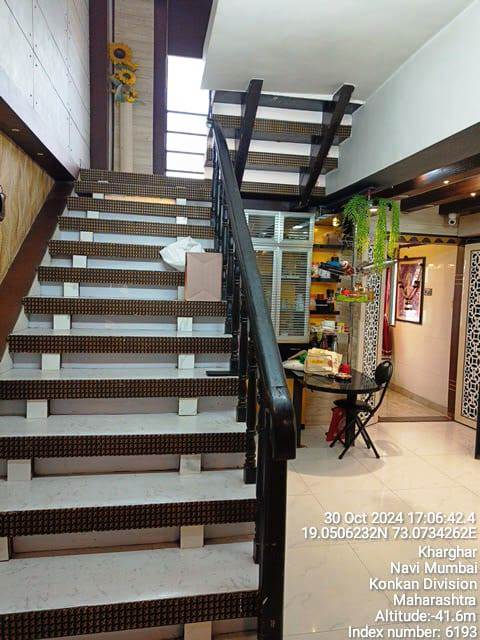 30 Oct 2024 17:06:42.4
19.0506232N 73.0734262E
Kharghar
Navi Mumbai
Konkan Division
Maharashtra
Altitude:-41.6m
Index number: 6193